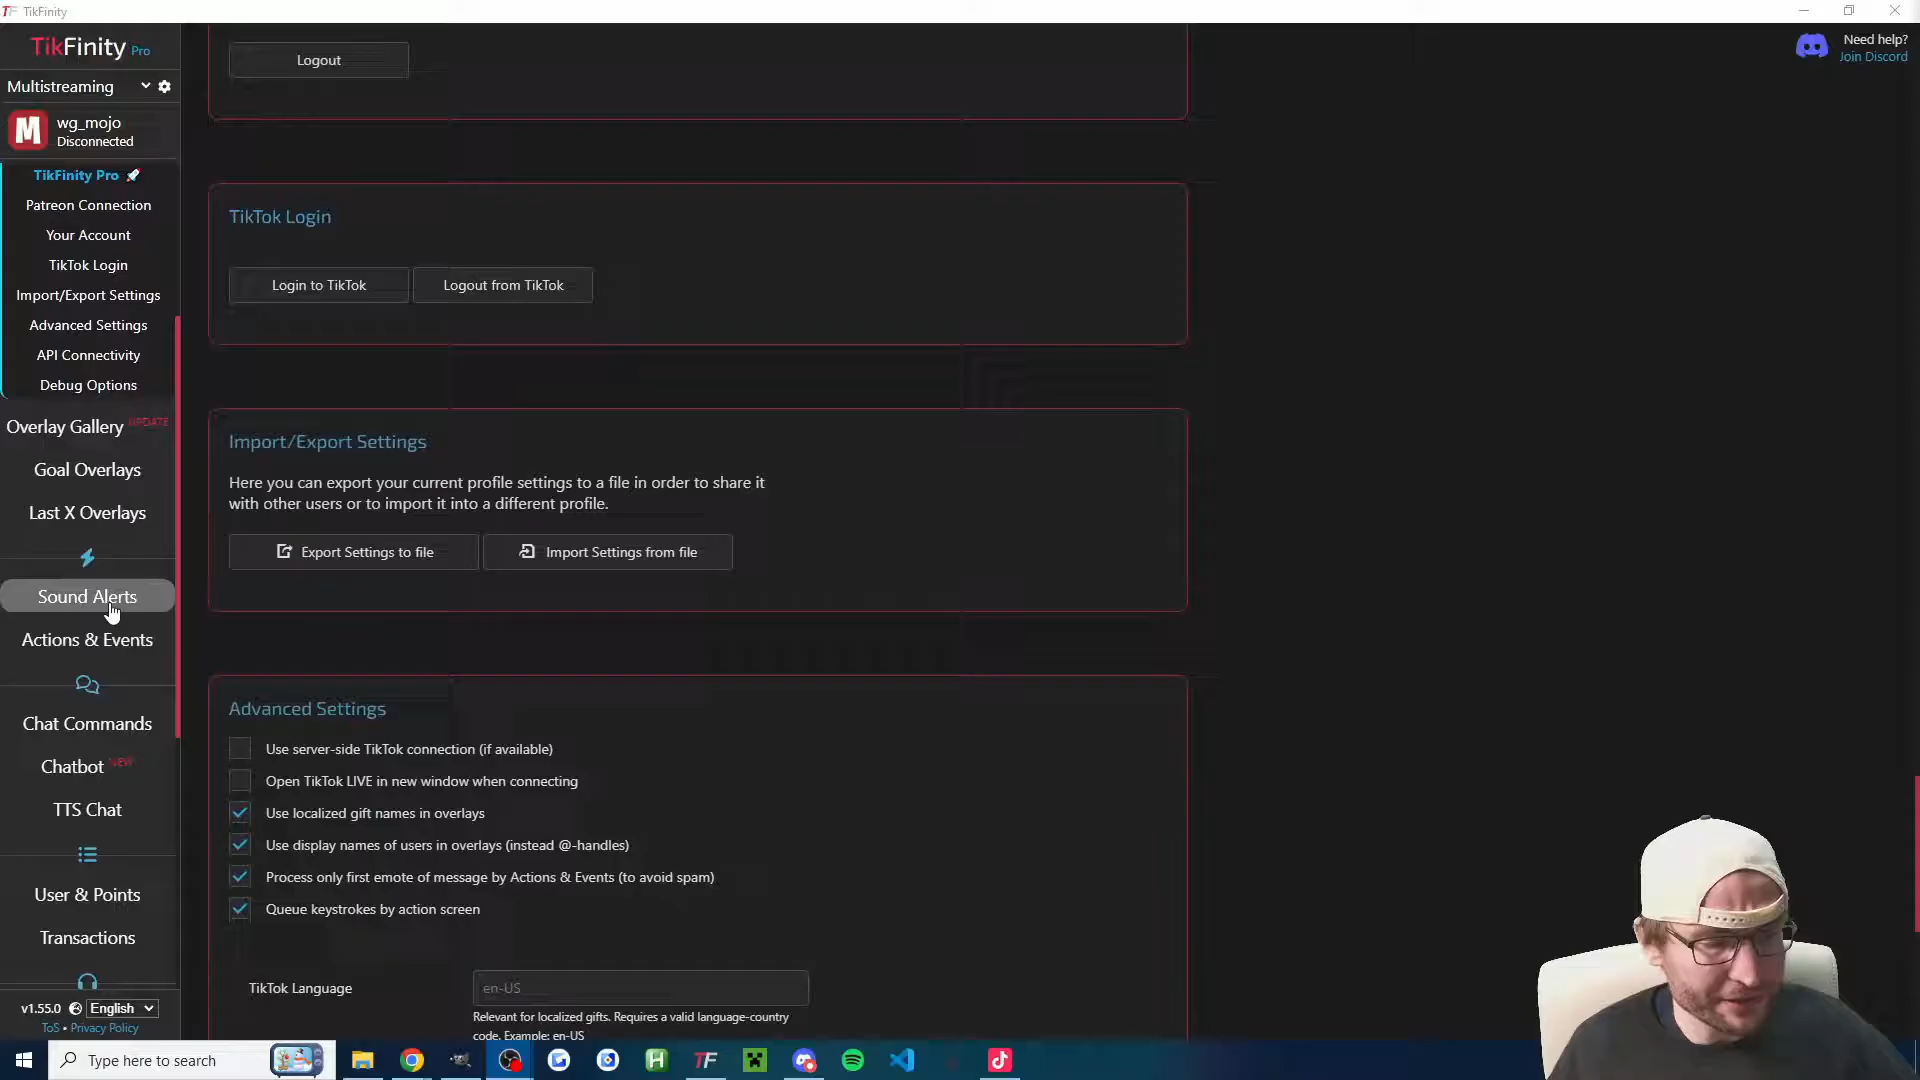 TikFinity
TikFinity Pro
Need help?
Join Discord
Multistreaming
wg_mojo
Disconnected
TikFinity Pro
Patreon Connection
Your Account
TikTok Login
Import/Export Settings
Advanced Settings
API Connectivity
Debug Options
Overlay Gallery UPDATE
Goal Overlays
Last X Overlays
Sound Alerts
Actions & Events
Chat Commands
Chatbot NEW
TTS Chat
User & Points
Transactions
v1.55.0 English
ToS • Privacy Policy
Logout
TikTok Login
Login to TikTok Logout from TikTok
Import/Export Settings
Here you can export your current profile settings to a file in order to share it
with other users or to import it into a different profile.
Export Settings to file Import Settings from file
Advanced Settings
Use server-side TikTok connection (if available)
Open TikTok LIVE in new window when connecting
Use localized gift names in overlays
Use display names of users in overlays (instead @-handles)
Process only first emote of message by Actions & Events (to avoid spam)
Queue keystrokes by action screen
TikTok Language en-US
Relevant for localized gifts. Requires a valid language-country
code. Example: en-US
Type here to search